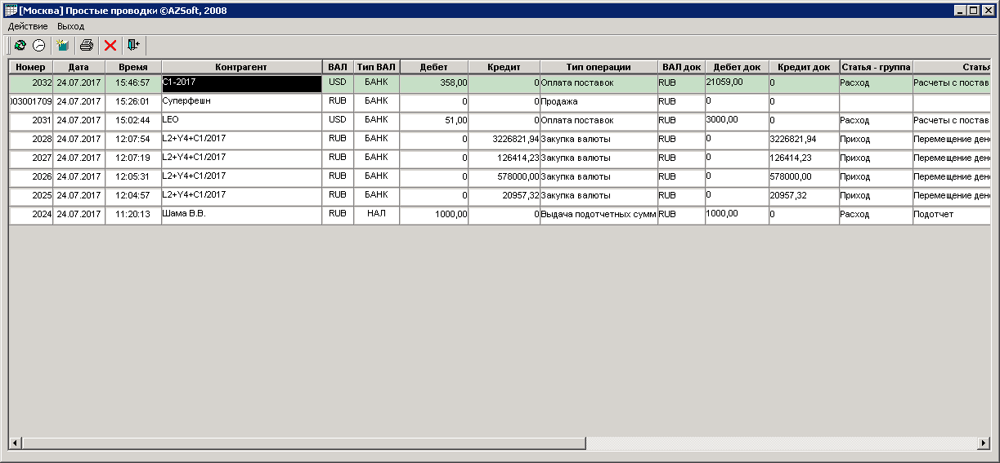 [Москва] Простые проводки ©AZSoft, 2008
Действие Выход
Номер Дата Время Контрагент ВАЛ Тип ВАЛ Дебет Кредит Тип операции ВАЛ док Дебет док Кредит док Статья - группа Статья
2032 24.07.2017 15:46:57 C1-2017 USD БАНК 358,00 0 Оплата поставок RUB 21059,00 0 Расход Расчеты с постав
003001709 24.07.2017 15:26:01 Суперфешн RUB БАНК 0 0 Продажа RUB 0 0
2031 24.07.2017 15:02:44 LEO USD БАНК 51,00 0 Оплата поставок RUB 3000,00 0 Расход Расчеты с постав
2028 24.07.2017 12:07:54 L2+Y4+C1/2017 RUB БАНК 0 3226821,94 Закупка валюты RUB 0 3226821,94 Приход Перемещение ден
2027 24.07.2017 12:07:19 L2+Y4+C1/2017 RUB БАНК 0 126414,23 Закупка валюты RUB 0 126414,23 Приход Перемещение ден
2026 24.07.2017 12:05:31 L2+Y4+C1/2017 RUB БАНК 0 578000,00 Закупка валюты RUB 0 578000,00 Приход Перемещение ден
2025 24.07.2017 12:04:57 L2+Y4+C1/2017 RUB БАНК 0 20957,32 Закупка валюты RUB 0 20957,32 Приход Перемещение ден
2024 24.07.2017 11:20:13 Шама В.В. RUB НАЛ 1000,00 0 Выдача подотчетных сумм RUB 1000,00 0 Расход Подотчет